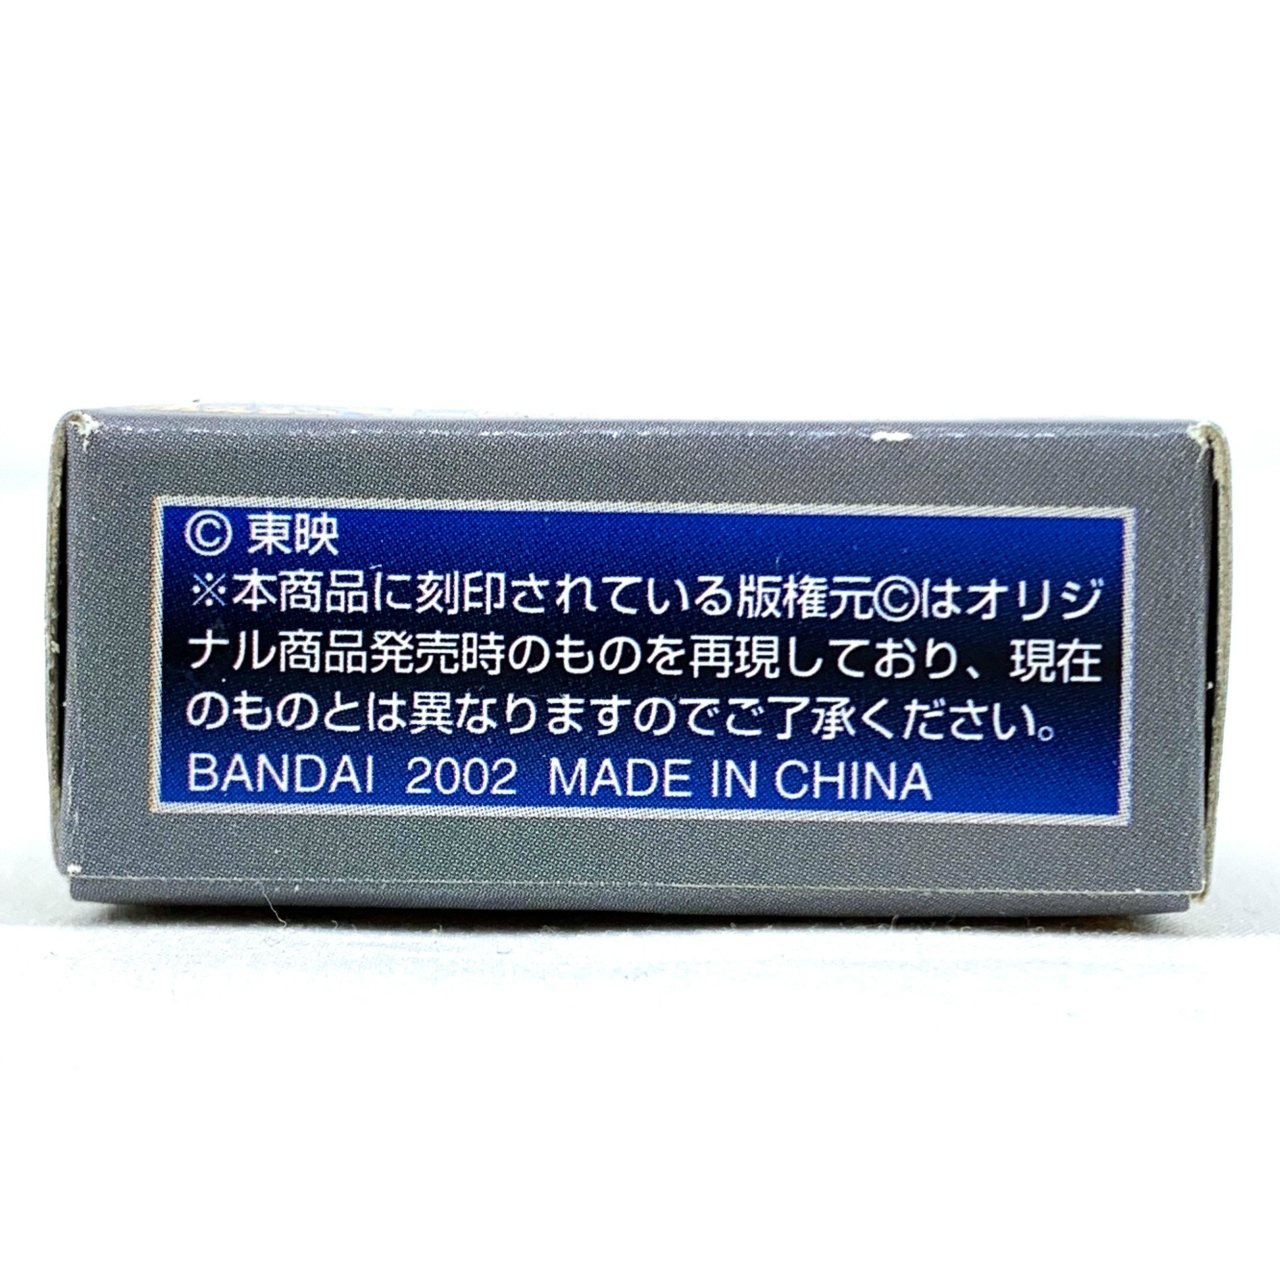 © 東映
※本商品に刻印されている版権元©はオリジ
ナル商品発売時のものを再現しており、現在
のものとは異なりますのでご了承ください。
BANDAI 2002 MADE IN CHINA